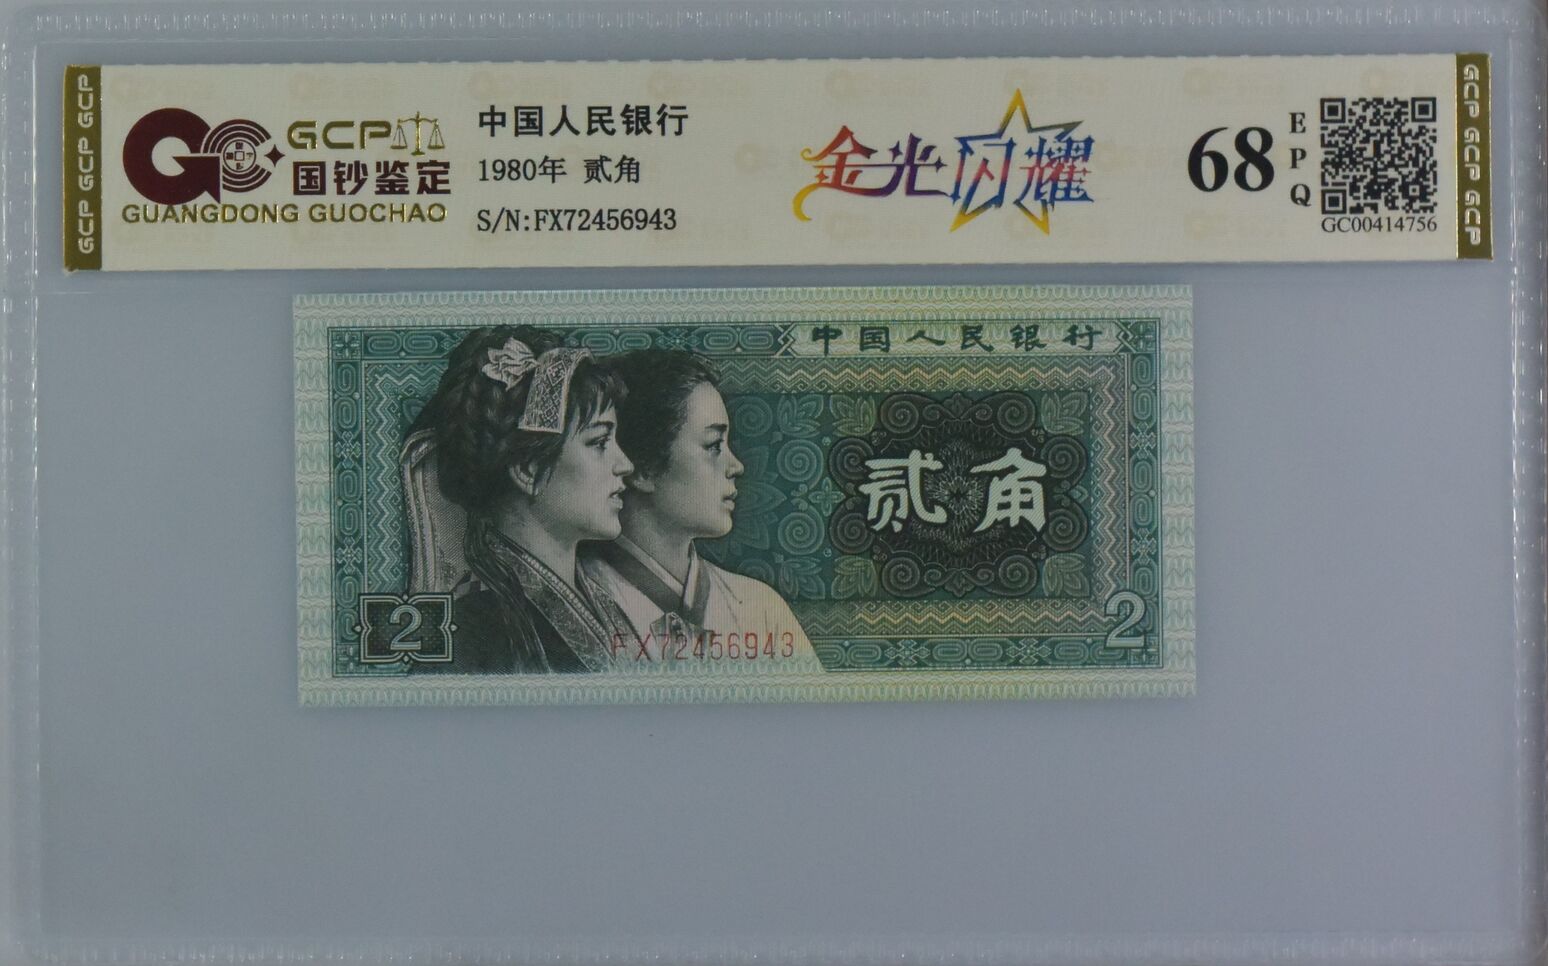 GCP GCP GCP
GCP
国钞鉴定
GUANGDONG GUOCHAO
中国人民银行
1980年 贰角
S/N:FX72456943
金光闪耀
68
EPQ
GC00414756
GCP GCP GCP
中国人民银行
贰角
2
2
FX72456943